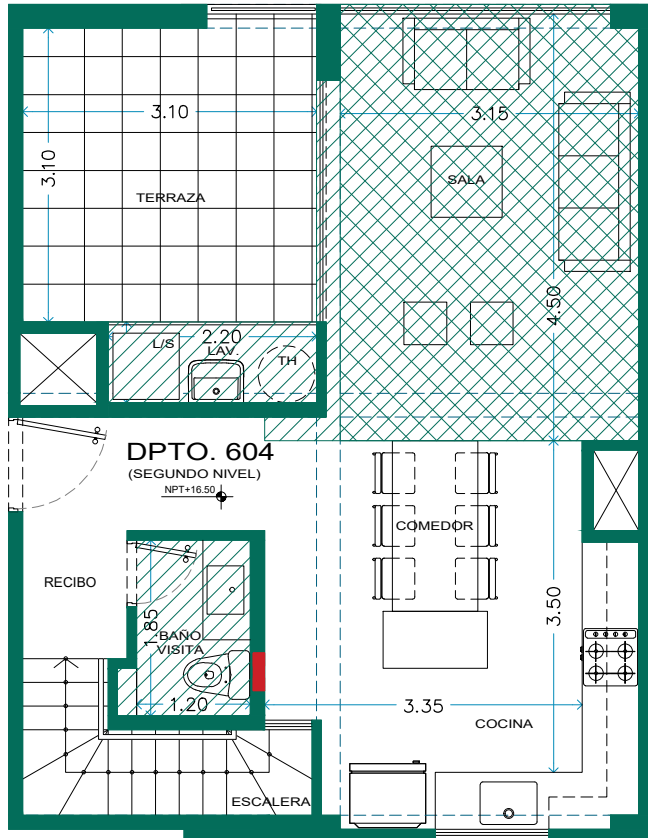 3.10
3.15
3.10
TERRAZA
SALA
4.50
2.20
L/S
LAV.
TH
DPTO. 604
(SEGUNDO NIVEL)
NPT+16.50
COMEDOR
RECIBO
1.85
BAÑO
VISITA
3.50
1.20
3.35
COCINA
ESCALERA